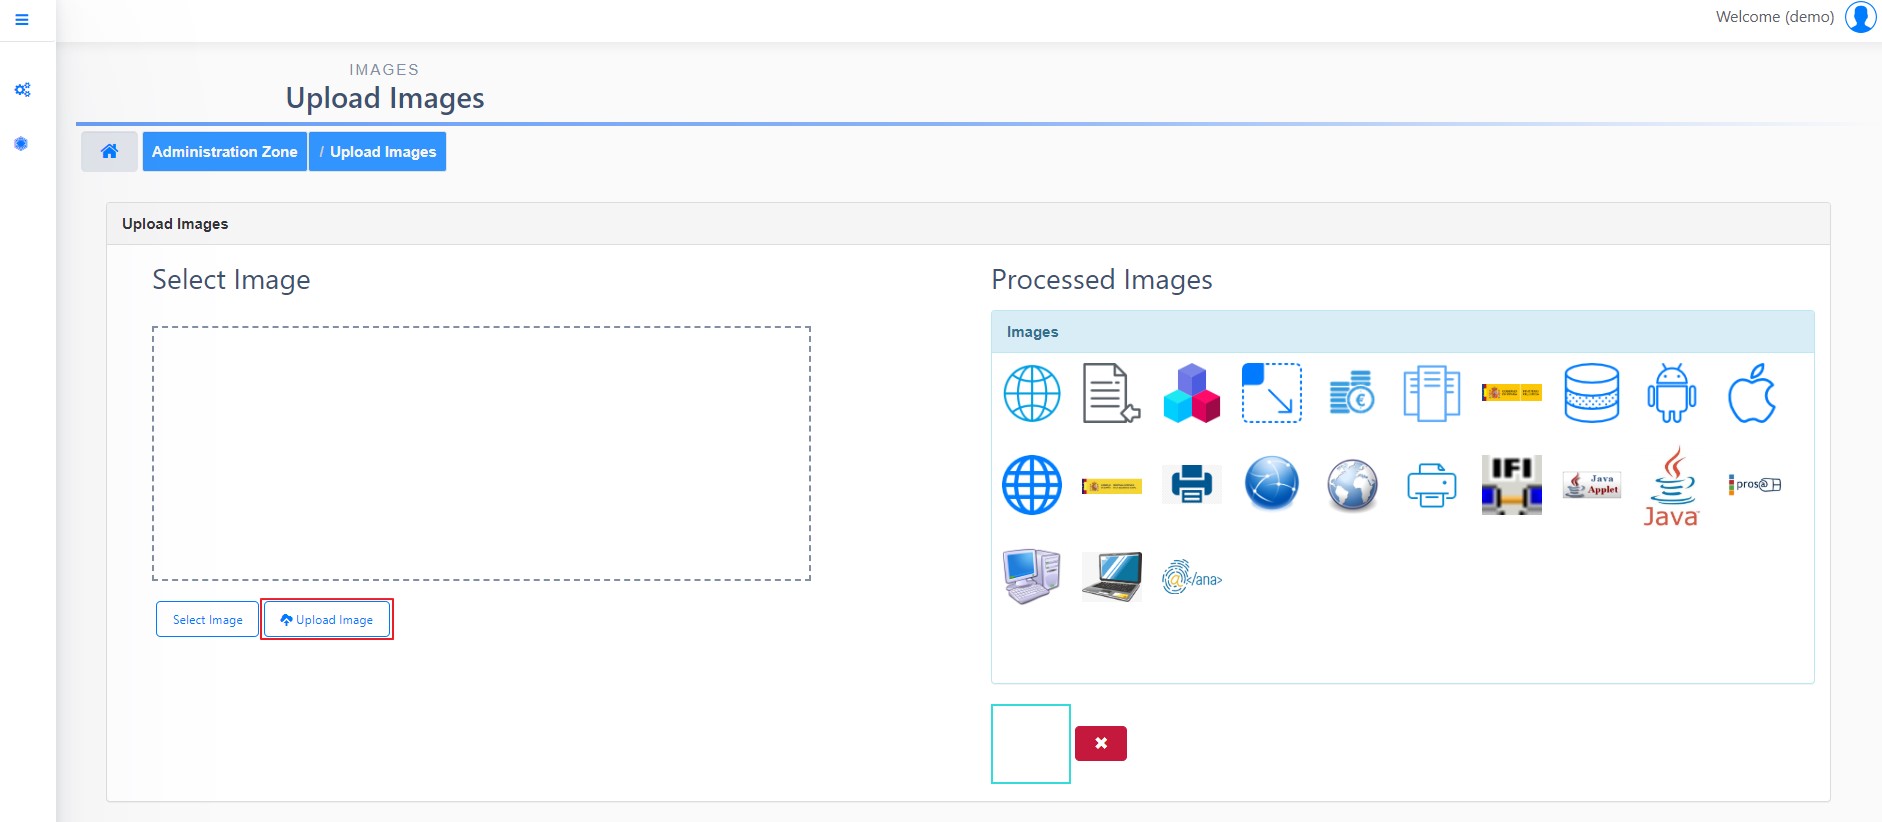 Welcome (demo)
IMAGES
Upload Images
Administration Zone
/ Upload Images
Upload Images
Select Image
Processed Images
Images
IFI
Java
Applet
Java
pros@
@</ana>
Select Image
Upload Image